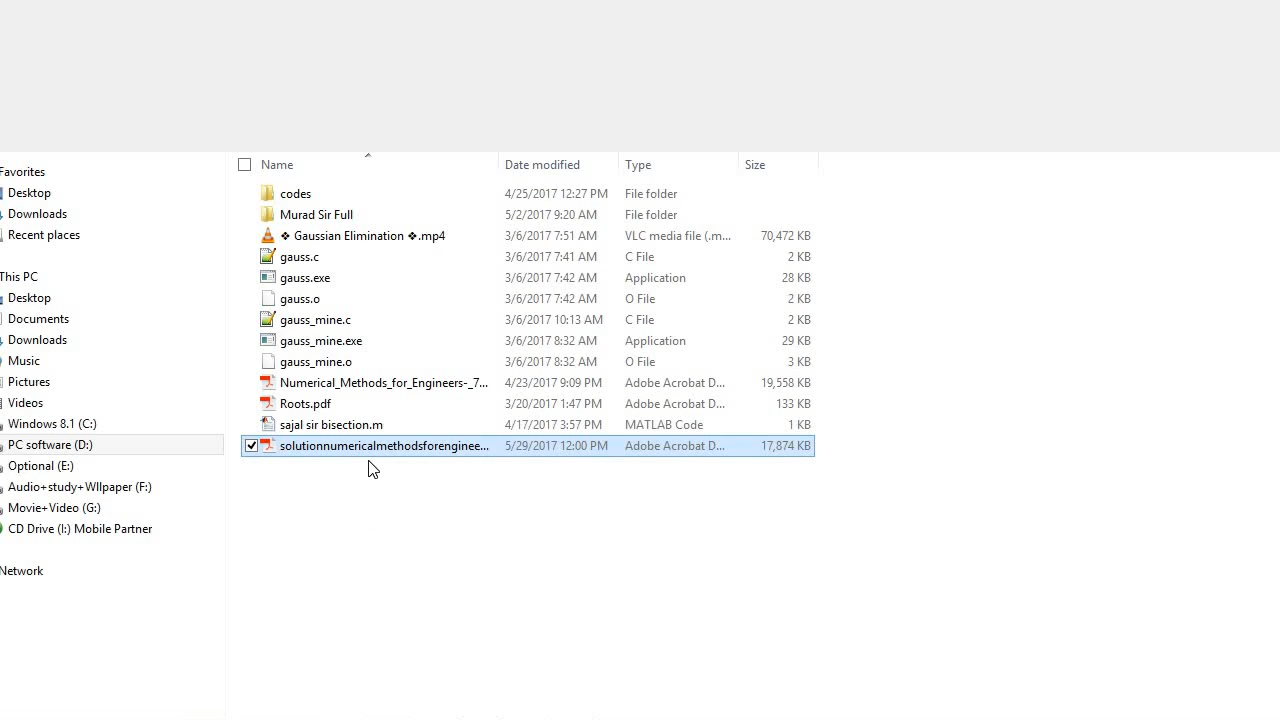 Favorites
Desktop
Downloads
Recent places
This PC
Desktop
Documents
Downloads
Music
Pictures
Videos
Windows 8.1 (C:)
PC software (D:)
Optional (E:)
Audio+study+WIlpaper (F:)
Movie+Video (G:)
CD Drive (I:) Mobile Partner
Network
Name Date modified Type Size
codes 4/25/2017 12:27 PM File folder
Murad Sir Full 5/2/2017 9:20 AM File folder
❖ Gaussian Elimination ❖.mp4 3/6/2017 7:51 AM VLC media file (.m... 70,472 KB
gauss.c 3/6/2017 7:41 AM C File 2 KB
gauss.exe 3/6/2017 7:42 AM Application 28 KB
gauss.o 3/6/2017 7:42 AM O File 2 KB
gauss_mine.c 3/6/2017 10:13 AM C File 2 KB
gauss_mine.exe 3/6/2017 8:32 AM Application 29 KB
gauss_mine.o 3/6/2017 8:32 AM O File 3 KB
Numerical_Methods_for_Engineers-_7... 4/23/2017 9:09 PM Adobe Acrobat D... 19,558 KB
Roots.pdf 3/20/2017 1:47 PM Adobe Acrobat D... 133 KB
sajal sir bisection.m 4/17/2017 3:57 PM MATLAB Code 1 KB
solutionnumericalmethodsforenginee... 5/29/2017 12:00 PM Adobe Acrobat D... 17,874 KB